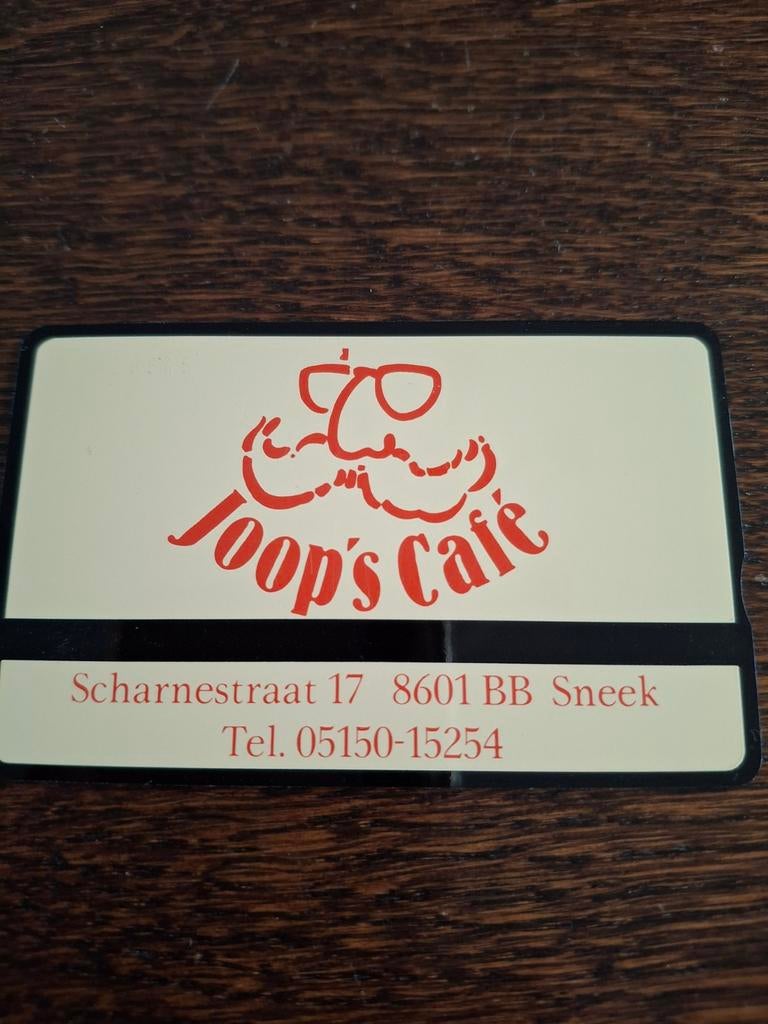 Joop's Café
Scharnestraat 17 8601 BB Sneek
Tel. 05150-15254